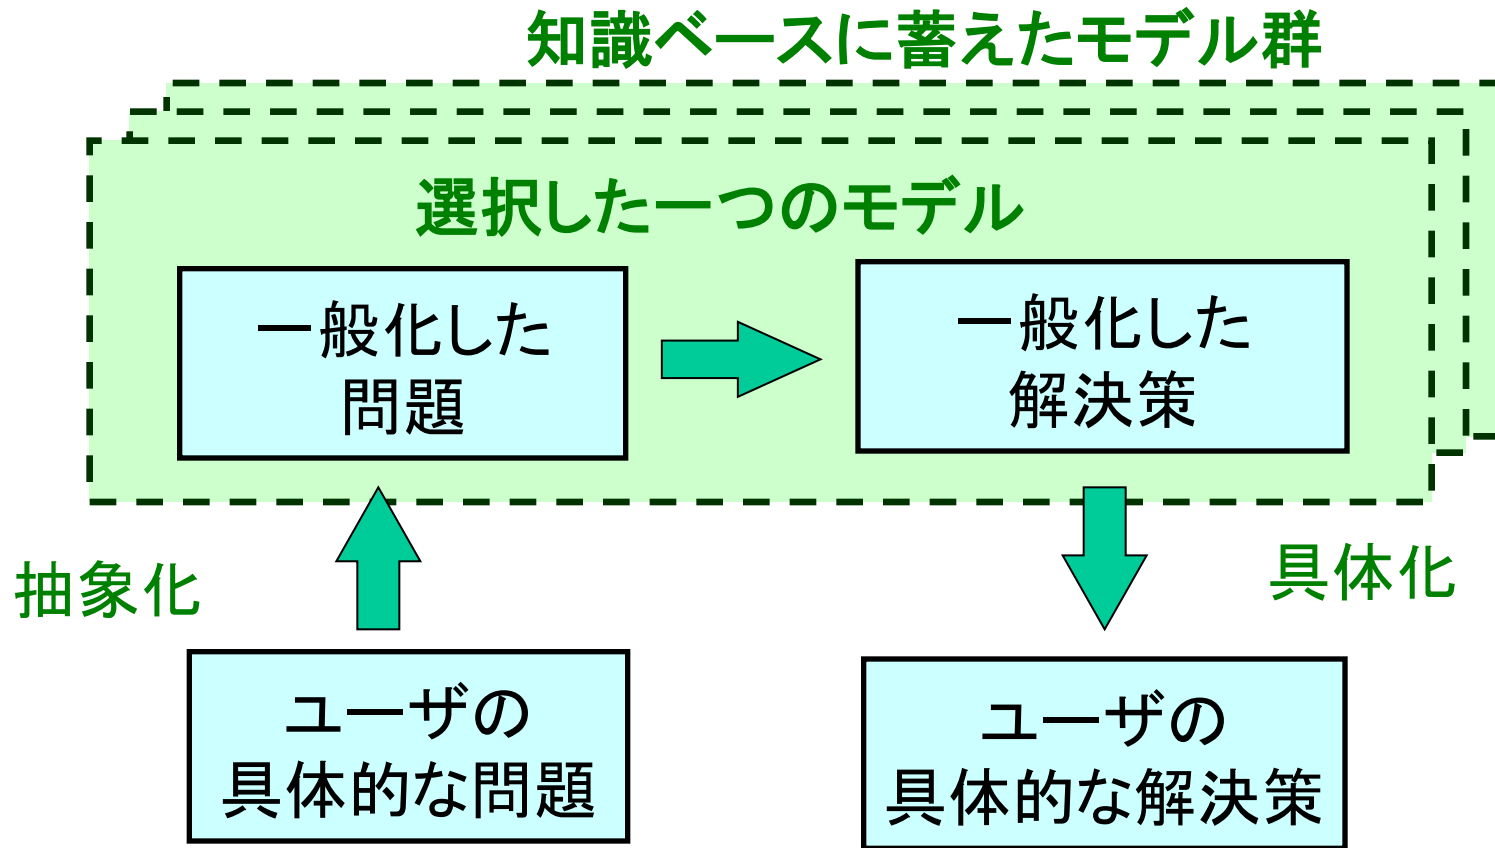 知識ベースに蓄えたモデル群
選択した一つのモデル
一般化した
問題
一般化した
解決策
抽象化
具体化
ユーザの
具体的な問題
ユーザの
具体的な解決策